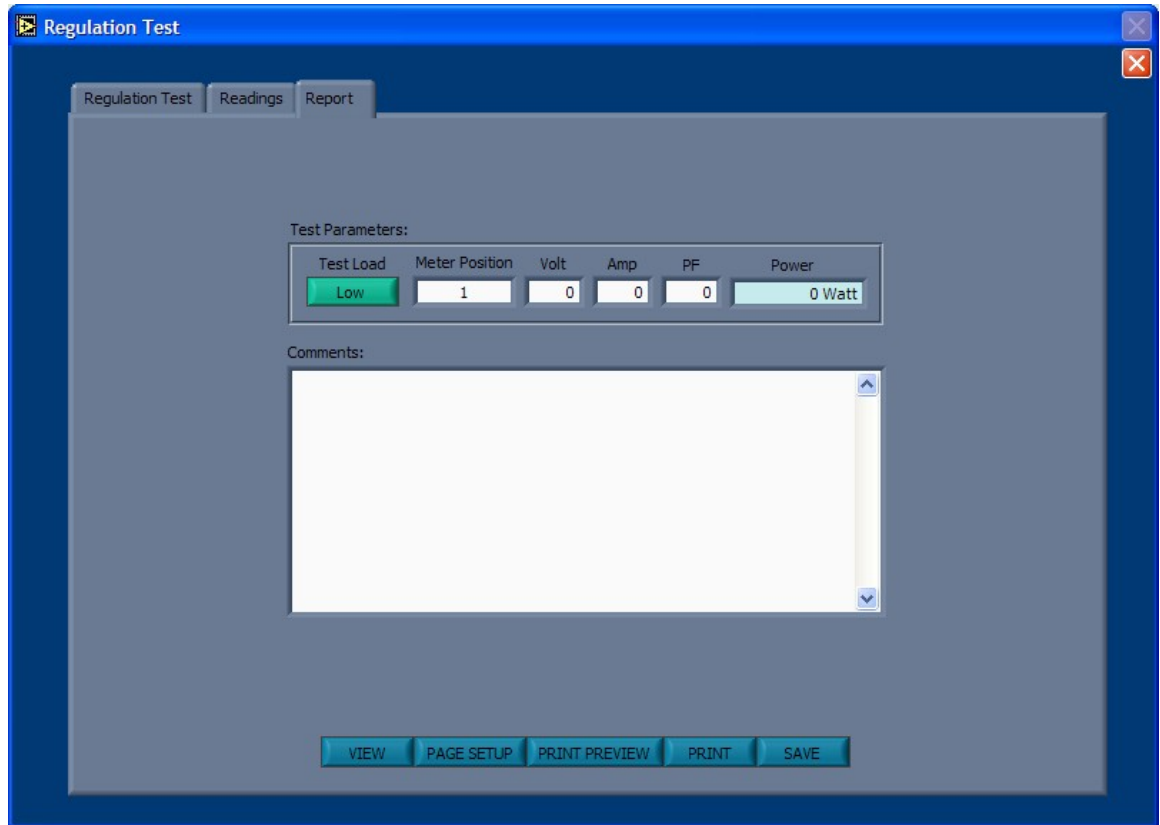 Regulation Test
Regulation Test Readings Report
Test Parameters:
Test Load Meter Position Volt Amp PF Power
Low 1 0 0 0 0 Watt
Comments:
VIEW PAGE SETUP PRINT PREVIEW PRINT SAVE